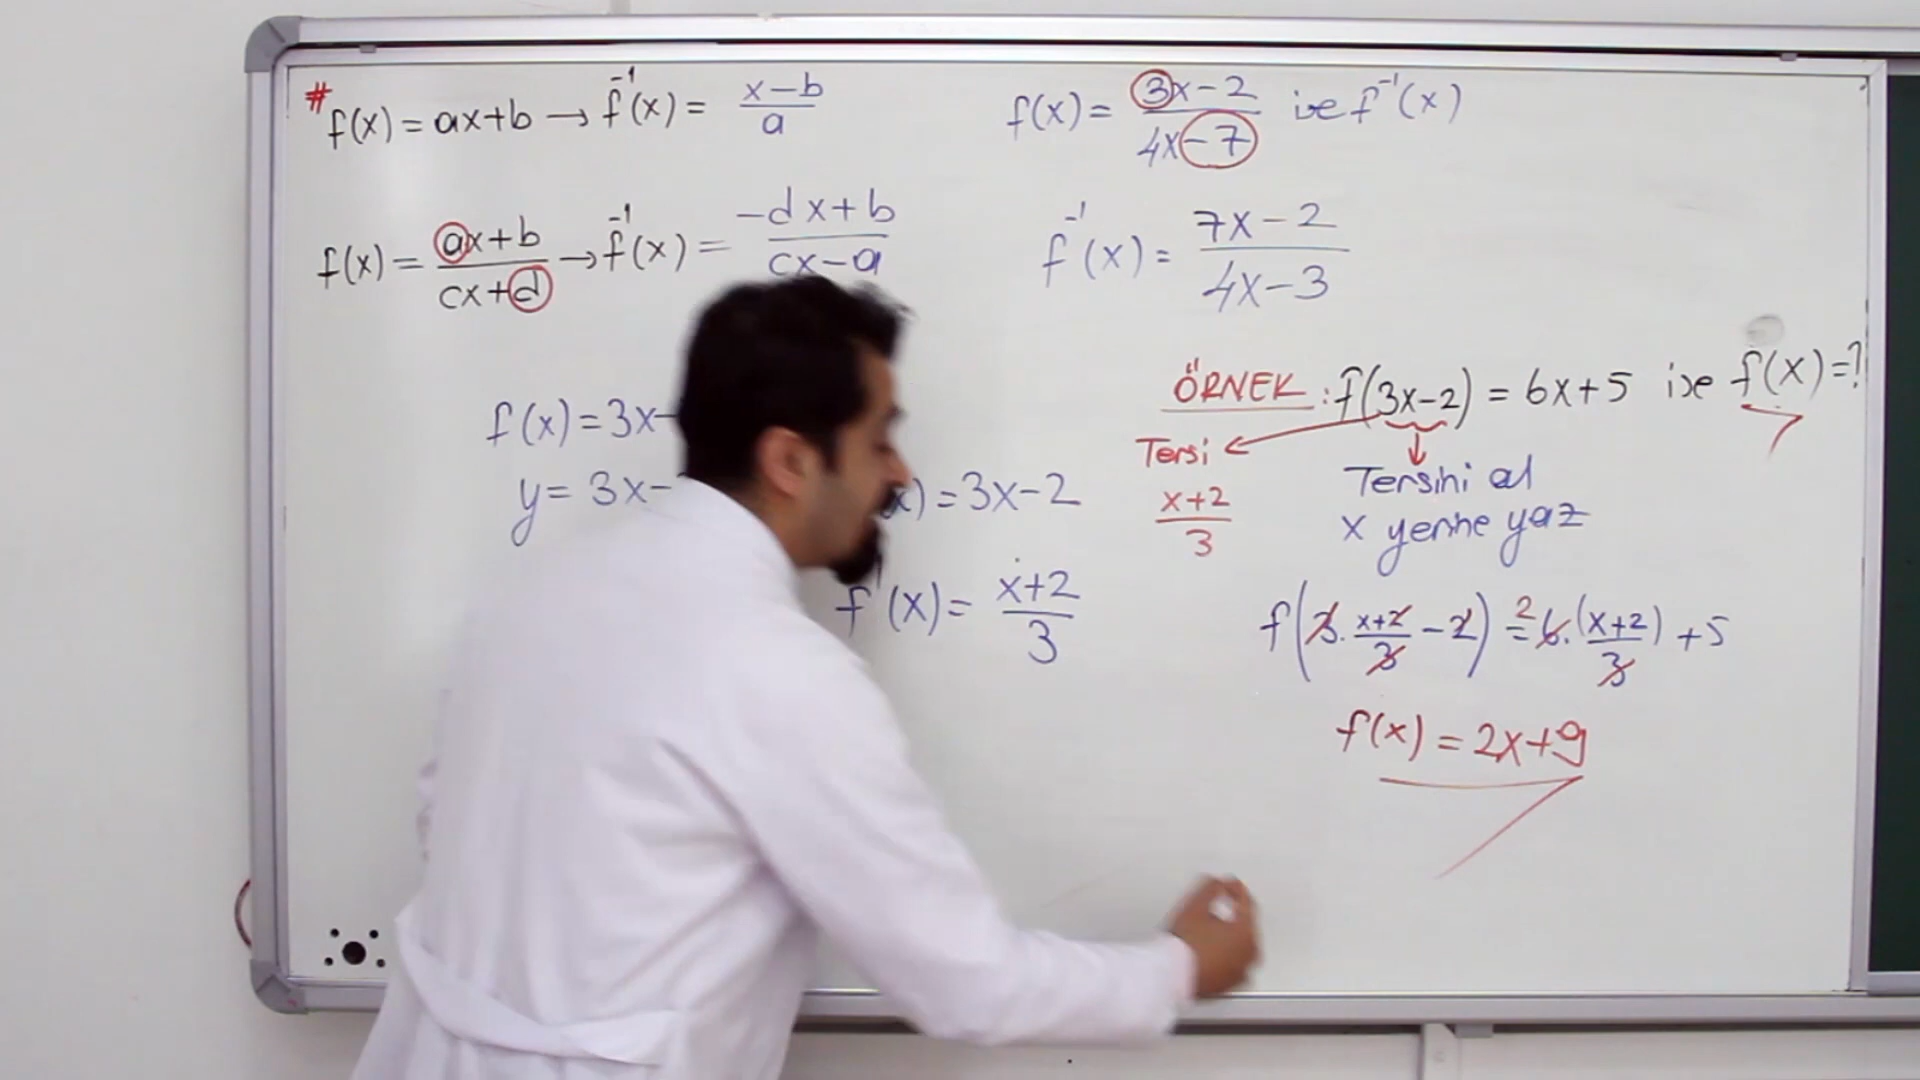 # f(x) = ax+b → f⁻¹(x) = (x-b)/a
f(x) = (ax+b)/(cx+d) → f⁻¹(x) = (-dx+b)/(cx-a)
f(x) = 3x-
y = 3x-
x) = 3x-2
f⁻¹(x) = (x+2)/3
f(x) = (3x-2)/(4x-7) ise f⁻¹(x)
f⁻¹(x) = (7x-2)/(4x-3)
ÖRNEK: f(3x-2) = 6x+5 ise f(x)=?
Tersi
(x+2)/3
Tersini al
x yerine yaz
f(3.(x+2)/3 - 2) = 6.(x+2)/3 + 5
2
f(x) = 2x+9